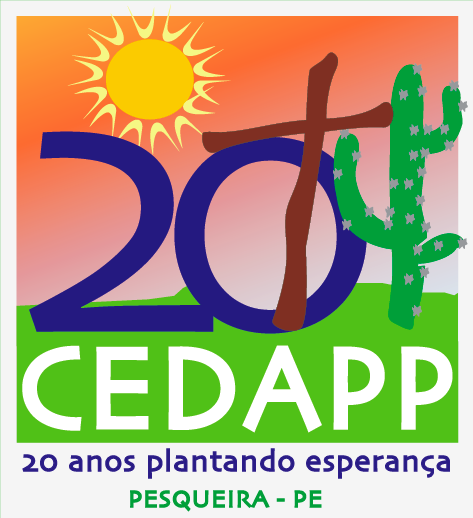 20
CEDAPP
20 anos plantando esperança
PESQUEIRA - PE